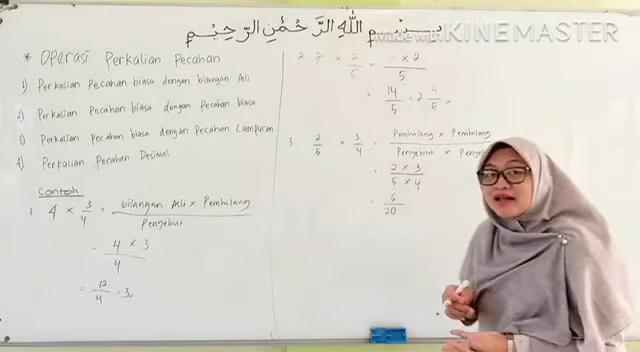 بِسْمِ اللهِ الرَّحْمٰنِ الرَّحِيْمِ
Made with KINEMASTER
* Operasi Perkalian Pecahan
1) Perkalian Pecahan biasa dengan bilangan Asli
2) Perkalian Pecahan biasa dengan pecahan biasa
3) Perkalian pecahan biasa dengan Pecahan Campuran
4) Perkalian Pecahan Desimal
Contoh
1. 4 × 3/4 = bilangan Asli × Pembilang / Penyebut
= 4 × 3 / 4
= 12/4 = 3
2 7 × 2/5 = × 2 / 5
= 14/5 = 2 4/5
3. 2/5 × 3/4 = Pembilang × Pembilang / Penyebut ×
= 2 × 3 / 5 × 4
= 6/20